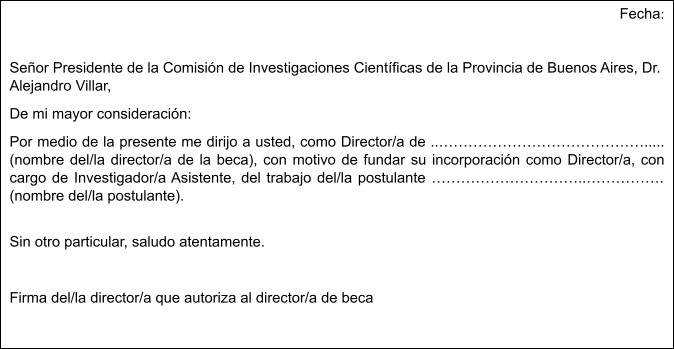 Fecha:
Señor Presidente de la Comisión de Investigaciones Científicas de la Provincia de Buenos Aires, Dr.
Alejandro Villar,
De mi mayor consideración:
Por medio de la presente me dirijo a usted, como Director/a de ..…………………………………….....
(nombre del/la director/a de la beca), con motivo de fundar su incorporación como Director/a, con
cargo de Investigador/a Asistente, del trabajo del/la postulante …………………………..……………
(nombre del/la postulante).
Sin otro particular, saludo atentamente.
Firma del/la director/a que autoriza al director/a de beca